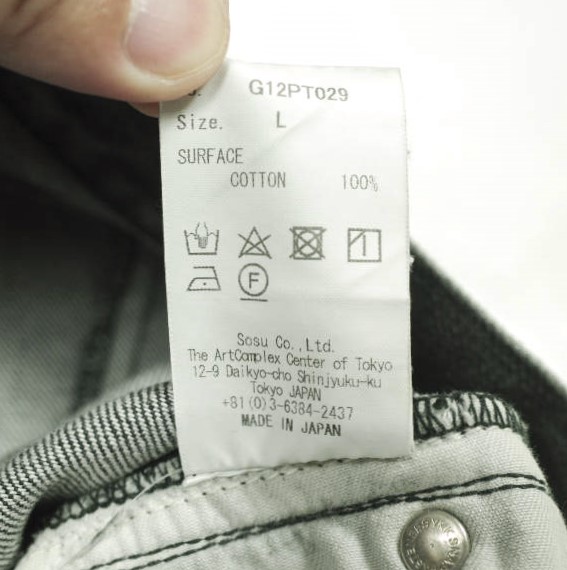 G12PT029
Size. L
SURFACE
COTTON 100%
F
Sosu Co.,Ltd.
The ArtComplex Center of Tokyo
12-9 Daikyo-cho Shinjyuku-ku
Tokyo JAPAN
+81(0)3-6384-2437
MADE IN JAPAN